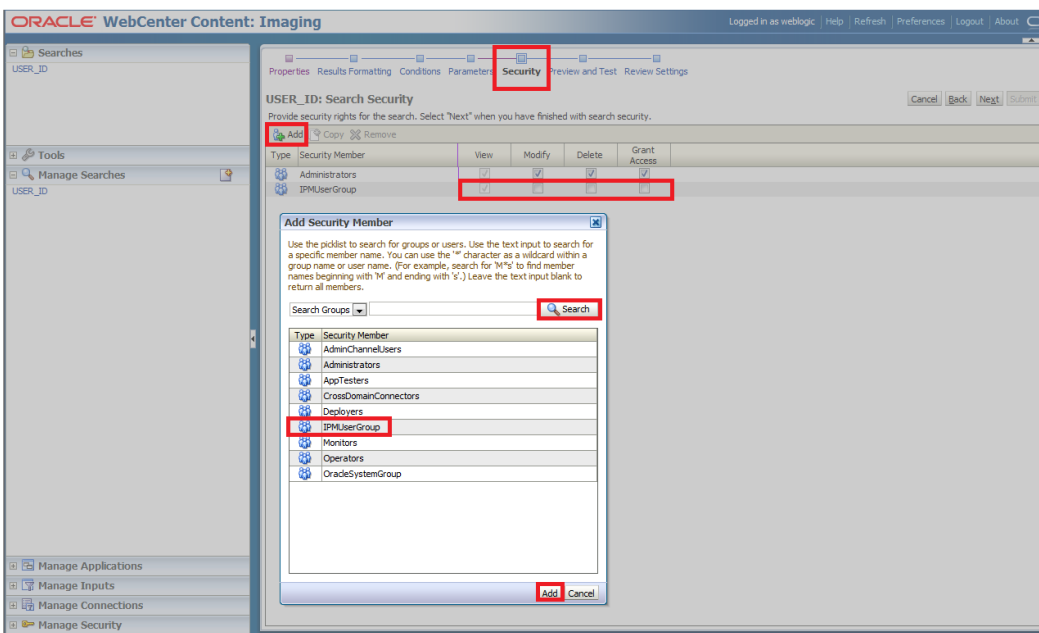 ORACLE® WebCenter Content: Imaging
Logged in as weblogic | Help | Refresh | Preferences | Logout | About
Searches
USER_ID
Tools
Manage Searches
USER_ID
Manage Applications
Manage Inputs
Manage Connections
Manage Security
Properties Results Formatting Conditions Parameters Security Preview and Test Review Settings
USER_ID: Search Security
Cancel Back Next Submit
Provide security rights for the search. Select "Next" when you have finished with search security.
Add Copy Remove
Type Security Member View Modify Delete Grant Access
Administrators
IPMUserGroup
Add Security Member
Use the picklist to search for groups or users. Use the text input to search for
a specific member name. You can use the '*' character as a wildcard within a
group name or user name. (For example, search for 'M*s' to find member
names beginning with 'M' and ending with 's'.) Leave the text input blank to
return all members.
Search Groups Search
Type Security Member
AdminChannelUsers
Administrators
AppTesters
CrossDomainConnectors
Deployers
IPMUserGroup
Monitors
Operators
OracleSystemGroup
Add Cancel